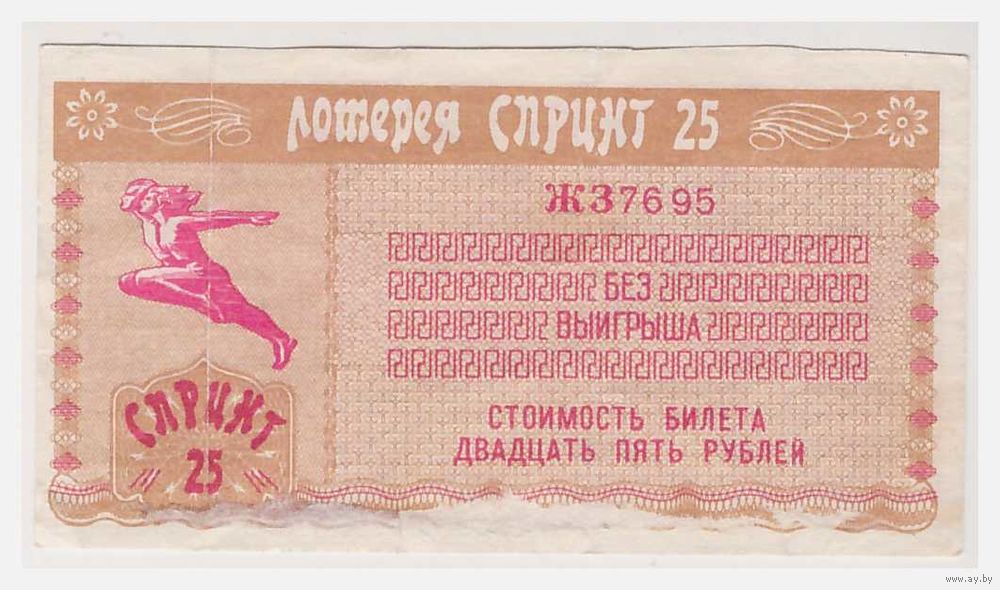 Лотерея СПРИНТ 25
ЖЗ7695
БЕЗ
ВЫИГРЫША
СПРИНТ
25
СТОИМОСТЬ БИЛЕТА
ДВАДЦАТЬ ПЯТЬ РУБЛЕЙ
www.ay.by